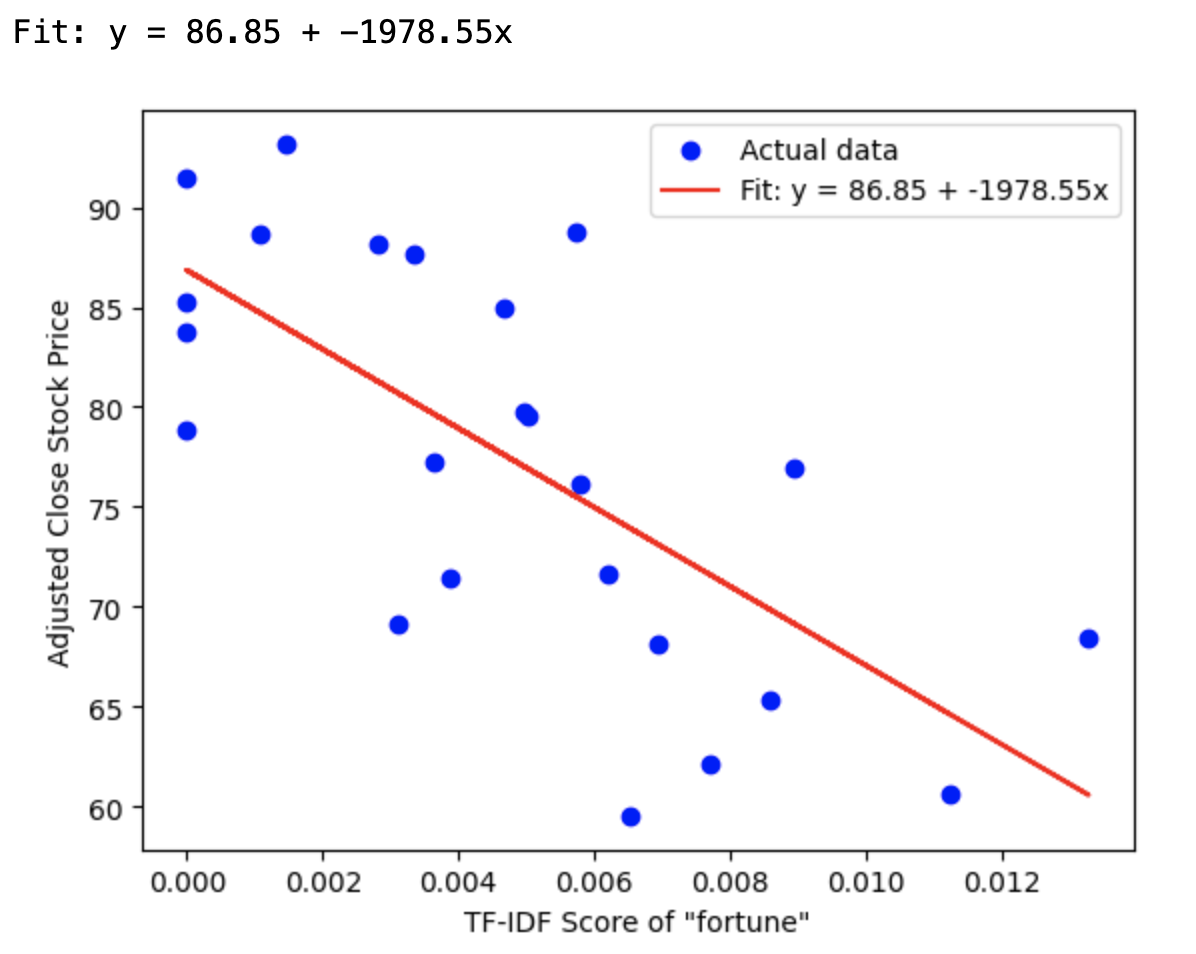 Fit: y = 86.85 + −1978.55x
Actual data
Fit: y = 86.85 + -1978.55x
90
85
80
75
70
65
60
Adjusted Close Stock Price
0.000 0.002 0.004 0.006 0.008 0.010 0.012
TF-IDF Score of "fortune"